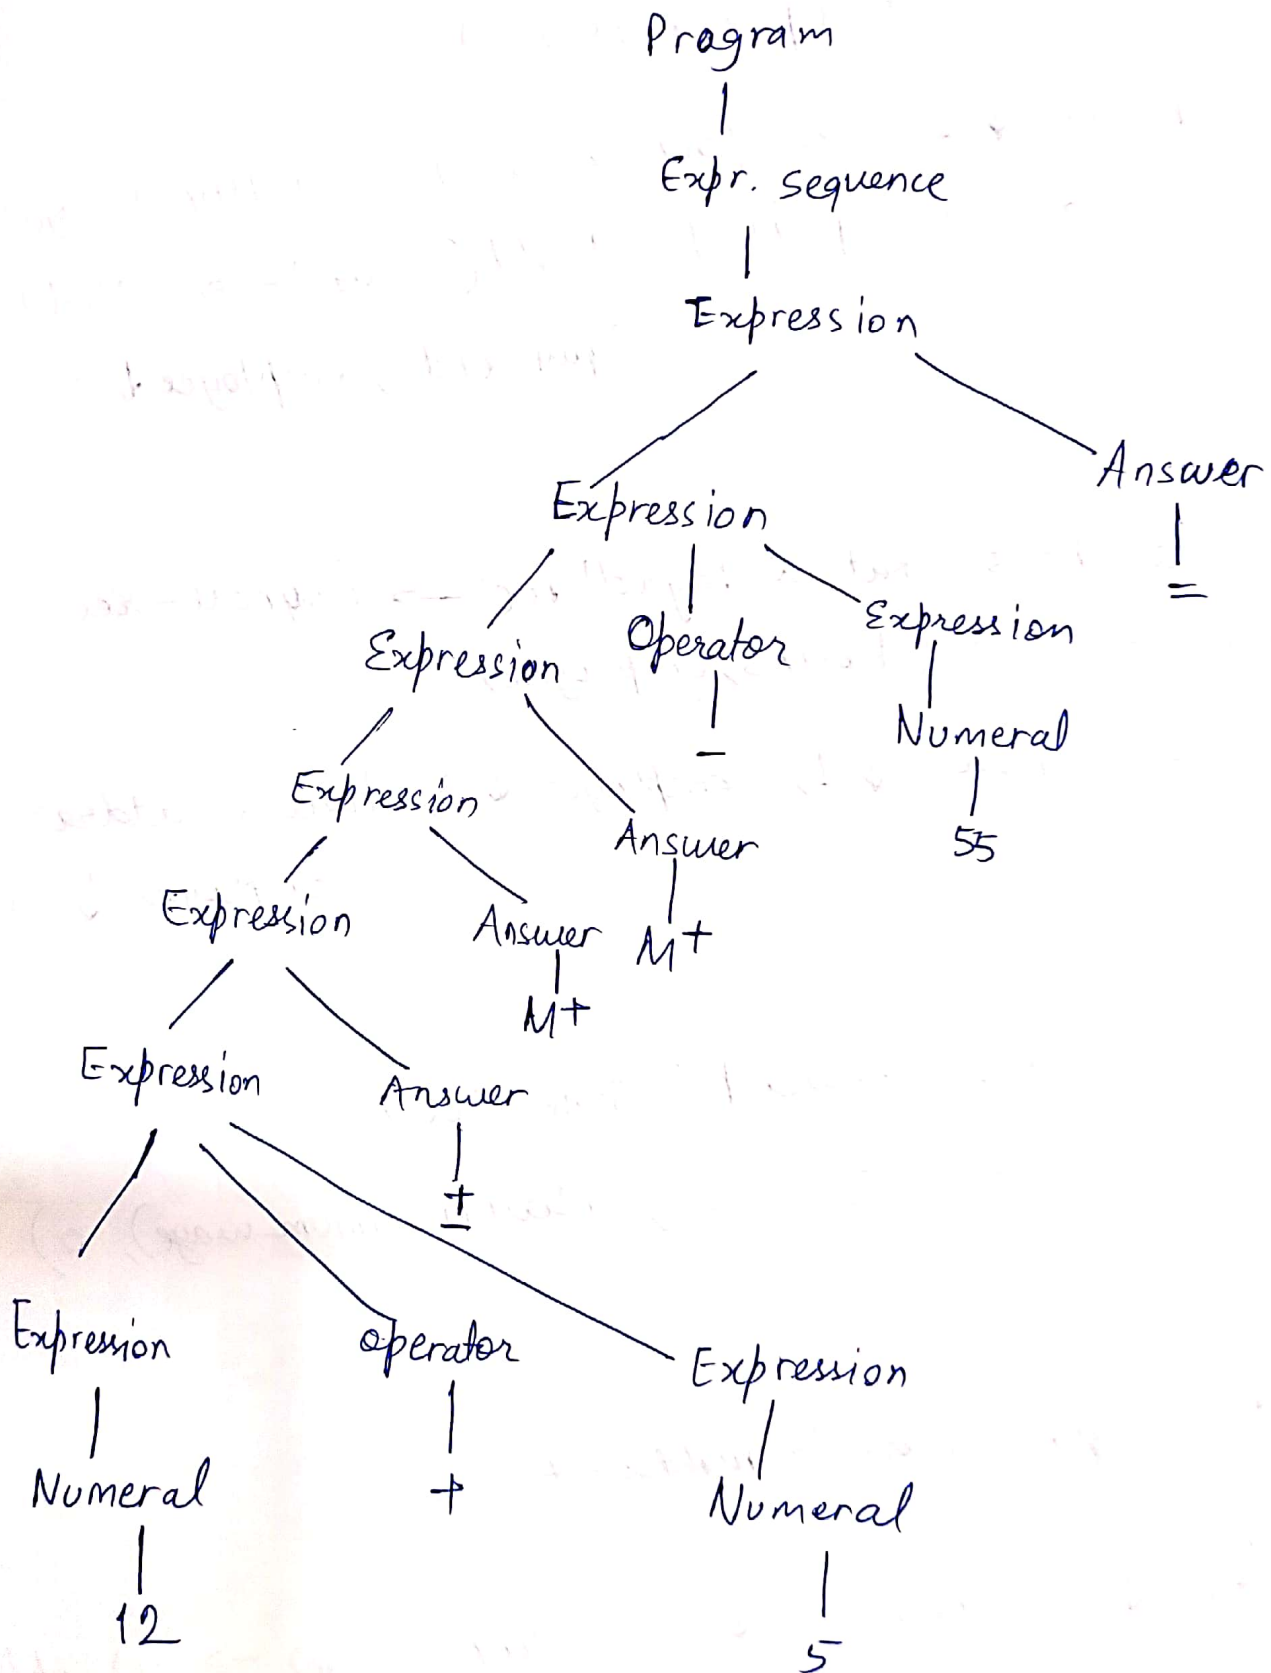 Program
Expr. sequence
Expression
Answer
Expression
=
Expression
Operator
Expression
–
Numeral
Expression
Answer
55
Expression
Answer
M+
M+
Expression
Answer
±
Expression
operator
Expression
Numeral
+
Numeral
12
5